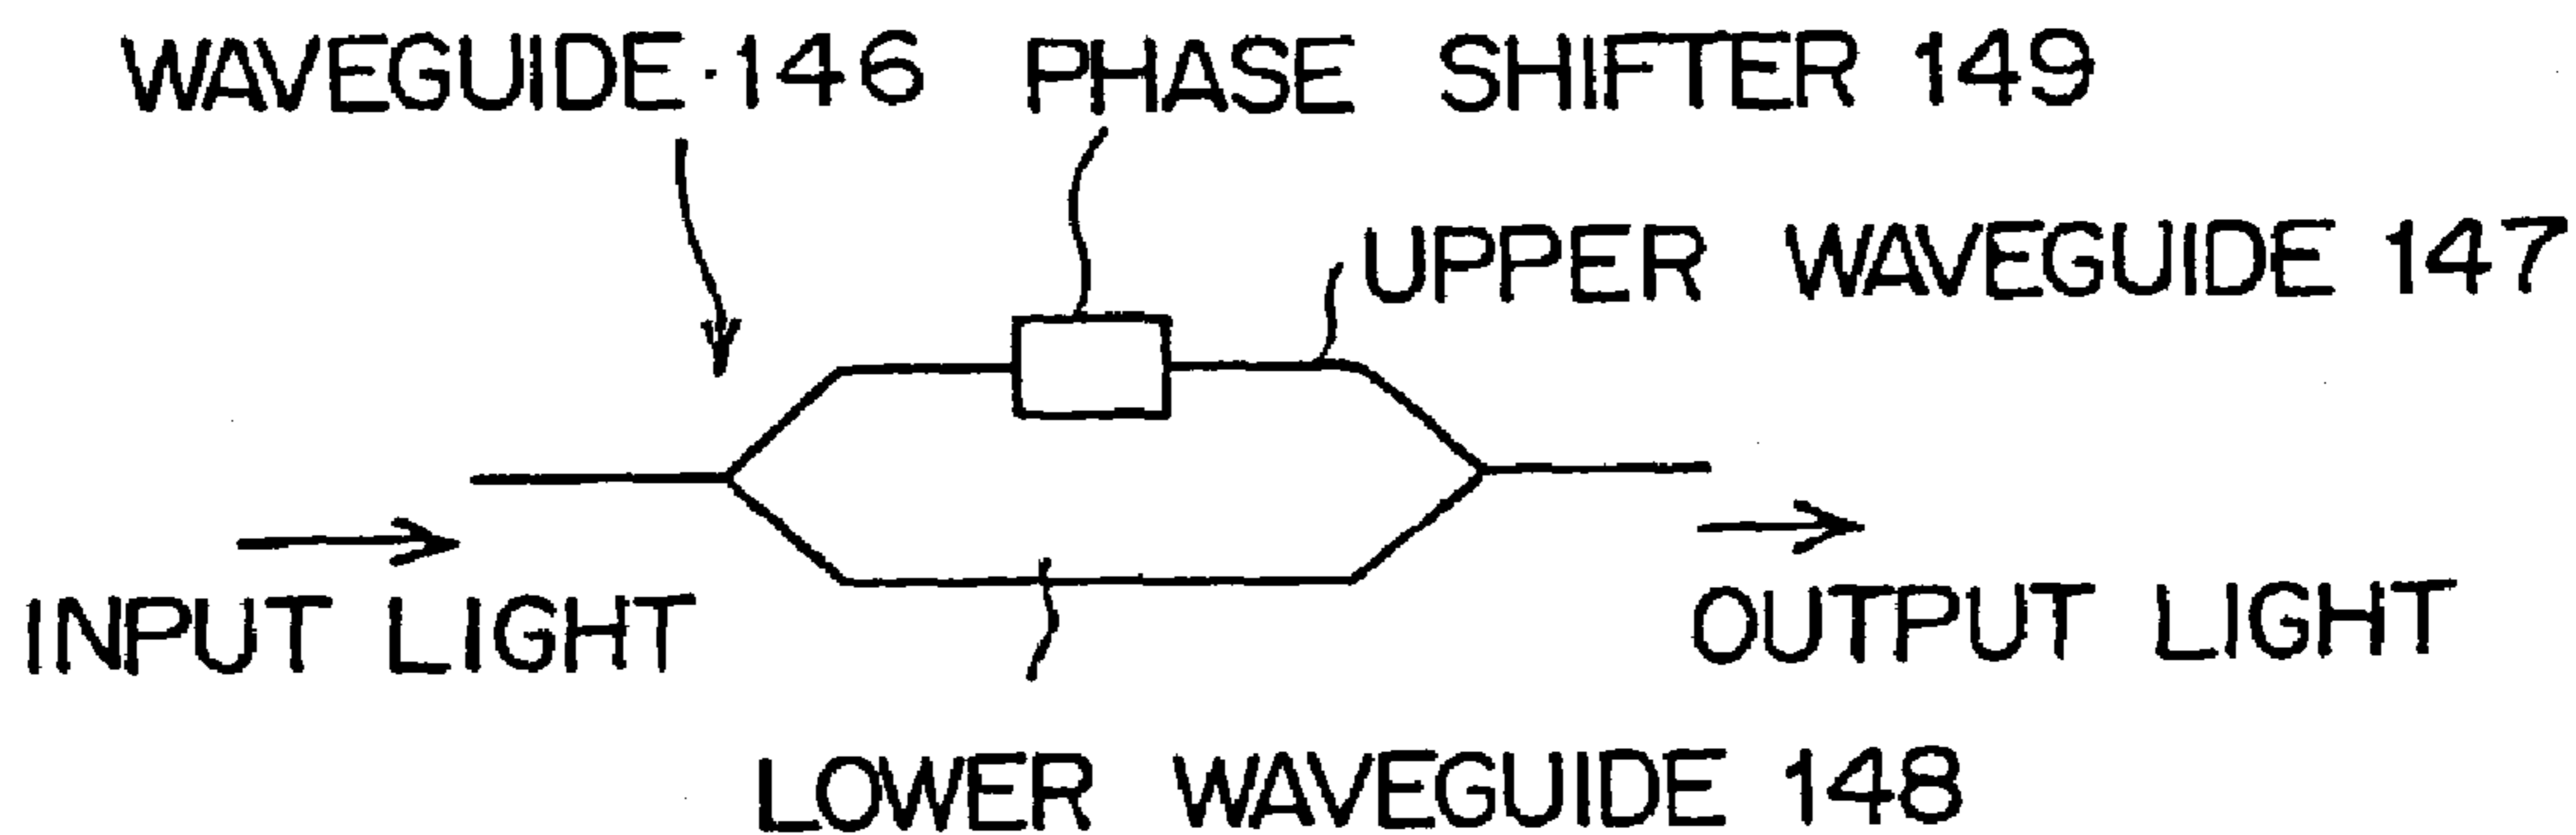 WAVEGUIDE 146
PHASE SHIFTER 149
UPPER WAVEGUIDE 147
INPUT LIGHT
OUTPUT LIGHT
LOWER WAVEGUIDE 148